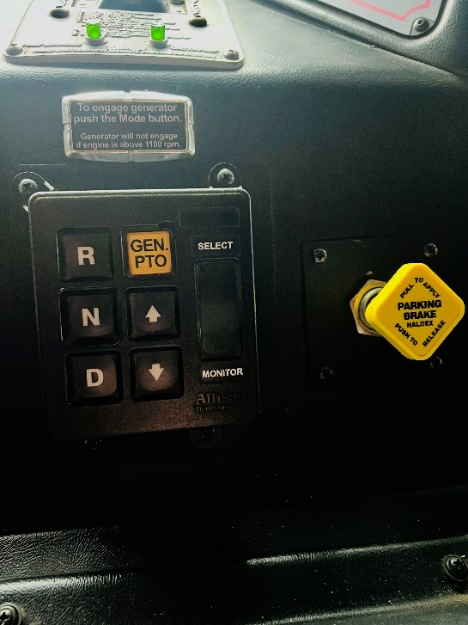 To engage generator
push the Mode button.
Generator will not engage
if engine is above 1100 rpm.
R
GEN.
PTO
SELECT
N
D
MONITOR
Allison
PULL TO APPLY
PARKING
BRAKE
HALDEX
PUSH TO RELEASE